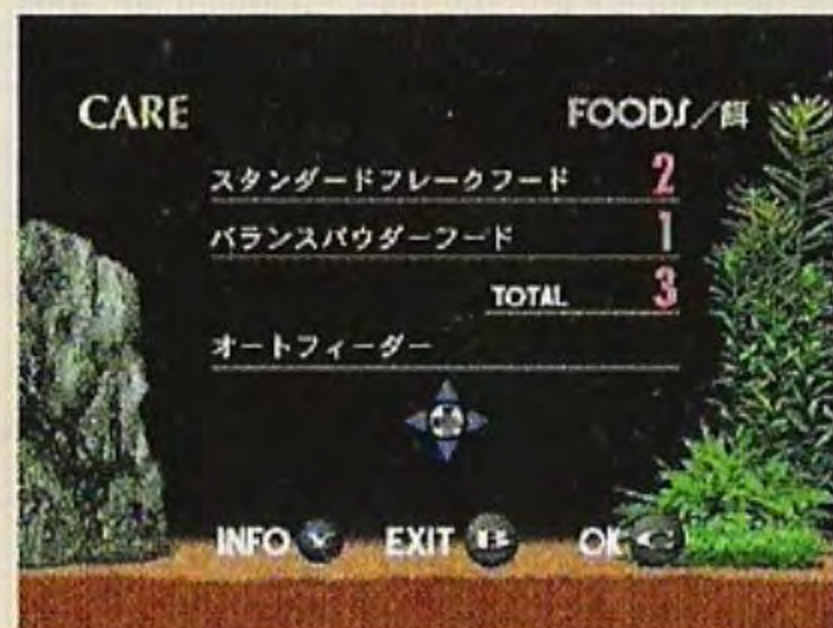 CARE
FOODS/餌
スタンダードフレークフード 2
バランスパウダーフード 1
TOTAL 3
オートフィーダー
INFO Y EXIT B OK C